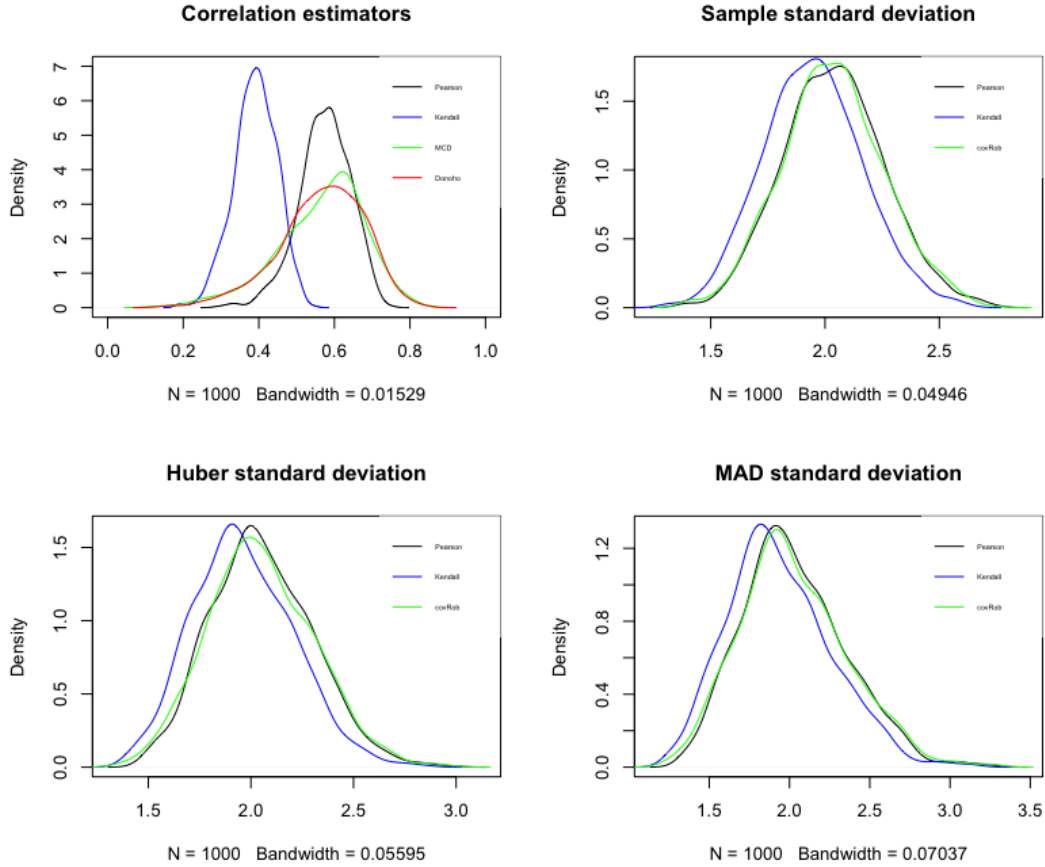 Correlation estimators
Density
0 1 2 3 4 5 6 7
Pearson
Kendall
MCD
Donoho
0.0 0.2 0.4 0.6 0.8 1.0
N = 1000 Bandwidth = 0.01529
Sample standard deviation
Density
0.0 0.5 1.0 1.5
Pearson
Kendall
covRob
1.5 2.0 2.5
N = 1000 Bandwidth = 0.04946
Huber standard deviation
Density
0.0 0.5 1.0 1.5
Pearson
Kendall
covRob
1.5 2.0 2.5 3.0
N = 1000 Bandwidth = 0.05595
MAD standard deviation
Density
0.0 0.4 0.8 1.2
Pearson
Kendall
covRob
1.5 2.0 2.5 3.0 3.5
N = 1000 Bandwidth = 0.07037